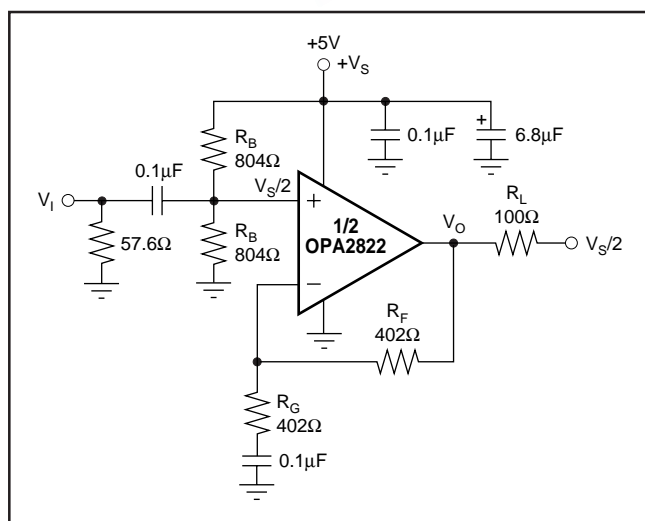 +5V
+V_S
R_B
804Ω
0.1μF
+
6.8μF
0.1μF
V_I
V_S/2
57.6Ω
R_B
804Ω
+
1/2
OPA2822
−
V_O
R_L
100Ω
V_S/2
R_F
402Ω
R_G
402Ω
0.1μF